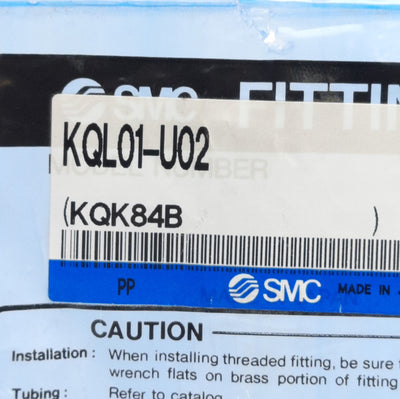 SMC FITTIN
KQL01-U02
MODEL NUMBER
(KQK84B )
PP SMC MADE IN
CAUTION
Installation : When installing threaded fitting, be sure
wrench flats on brass portion of fitting
Tubing : Refer to catalog